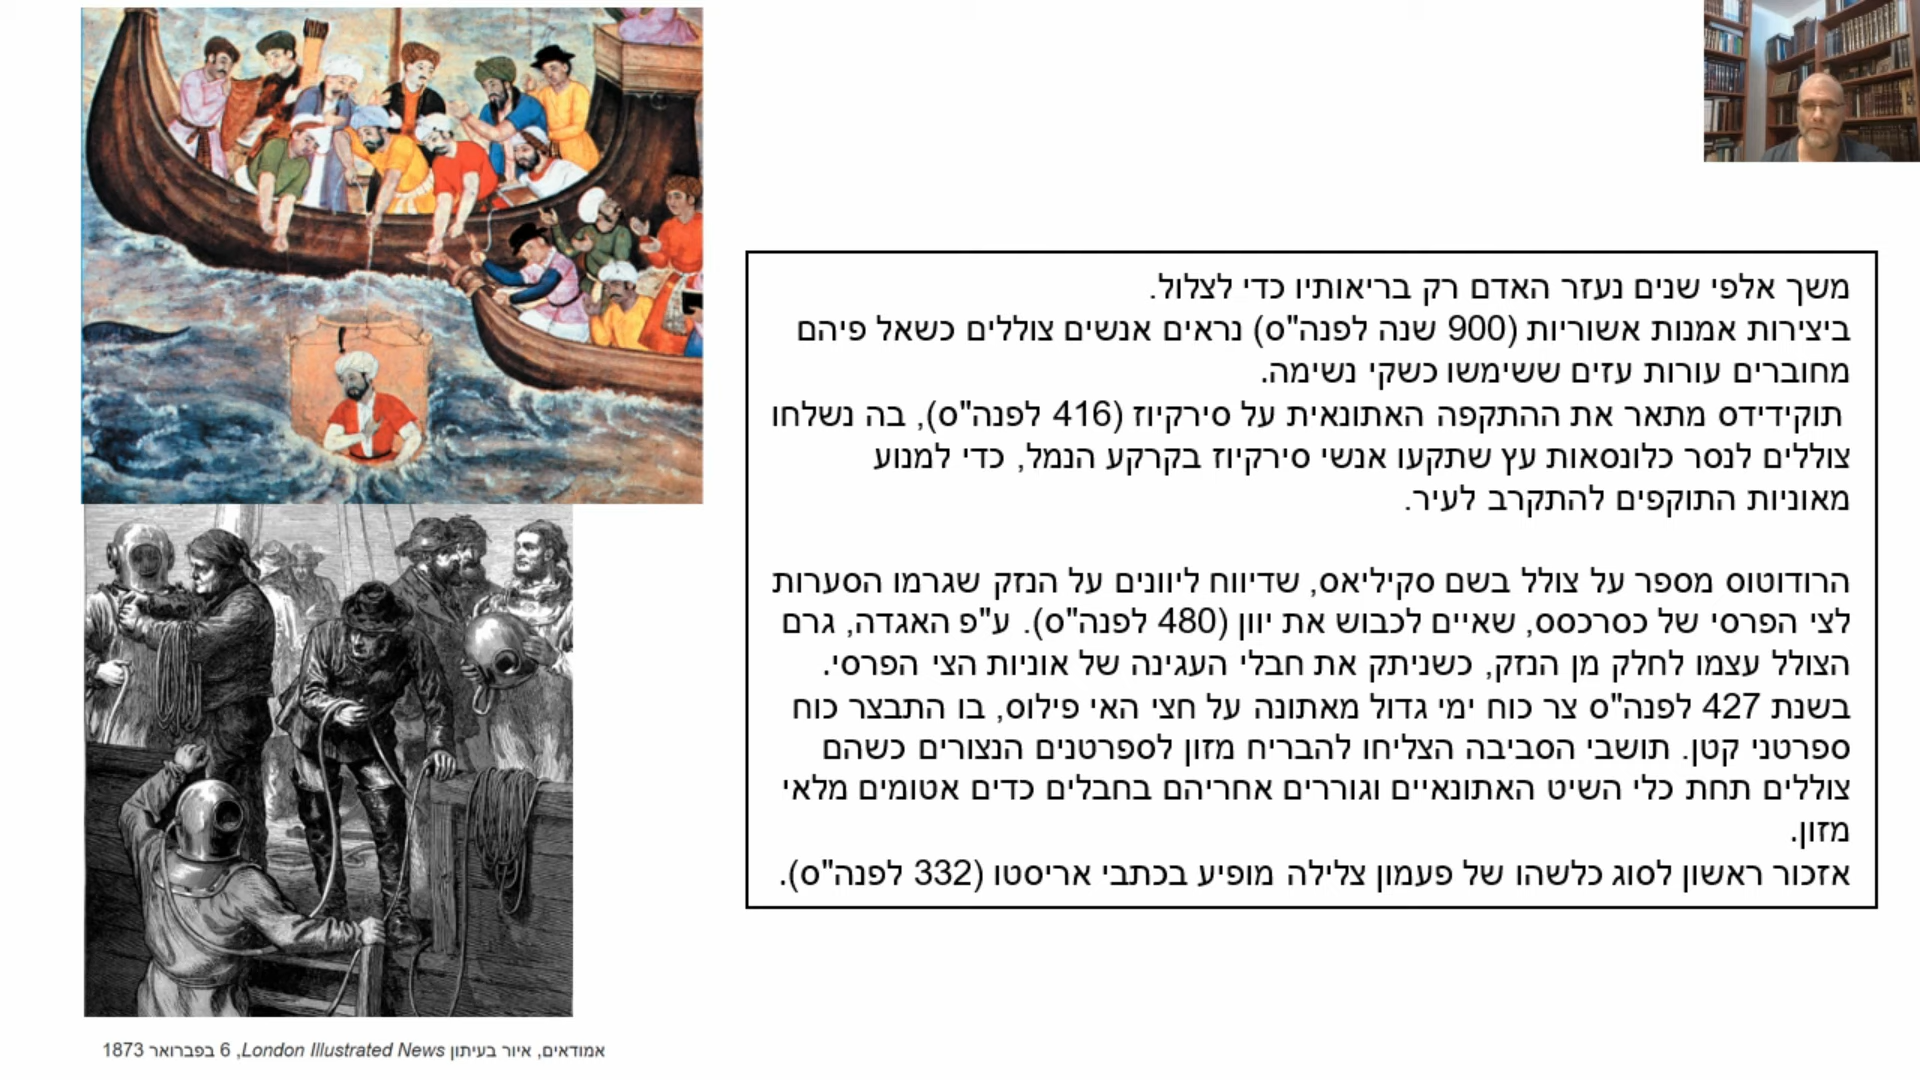 משך אלפי שנים נעזר האדם רק בריאותיו כדי לצלול.
ביצירות אמנות אשוריות (900 שנה לפנה"ס) נראים אנשים צוללים כשאל פיהם
מחוברים עורות עזים ששימשו כשקי נשימה.
תוקידידס מתאר את ההתקפה האתונאית על סירקיוז (416 לפנה"ס), בה נשלחו
צוללים לנסר כלונסאות עץ שתקעו אנשי סירקיוז בקרקע הנמל, כדי למנוע
מאוניות התוקפים להתקרב לעיר.
הרודוטוס מספר על צולל בשם סקיליאס, שדיווח ליוונים על הנזק שגרמו הסערות
לצי הפרסי של כסרכסס, שאיים לכבוש את יוון (480 לפנה"ס). ע"פ האגדה, גרם
הצולל עצמו לחלק מן הנזק, כשניתק את חבלי העגינה של אוניות הצי הפרסי.
בשנת 427 לפנה"ס צר כוח ימי גדול מאתונה על חצי האי פילוס, בו התבצר כוח
ספרטני קטן. תושבי הסביבה הצליחו להבריח מזון לספרטנים הנצורים כשהם
צוללים תחת כלי השיט האתונאיים וגוררים אחריהם בחבלים כדים אטומים מלאי
מזון.
אזכור ראשון לסוג כלשהו של פעמון צלילה מופיע בכתבי אריסטו (332 לפנה"ס).
אמודאים, איור בעיתון London Illustrated News, 6 בפברואר 1873